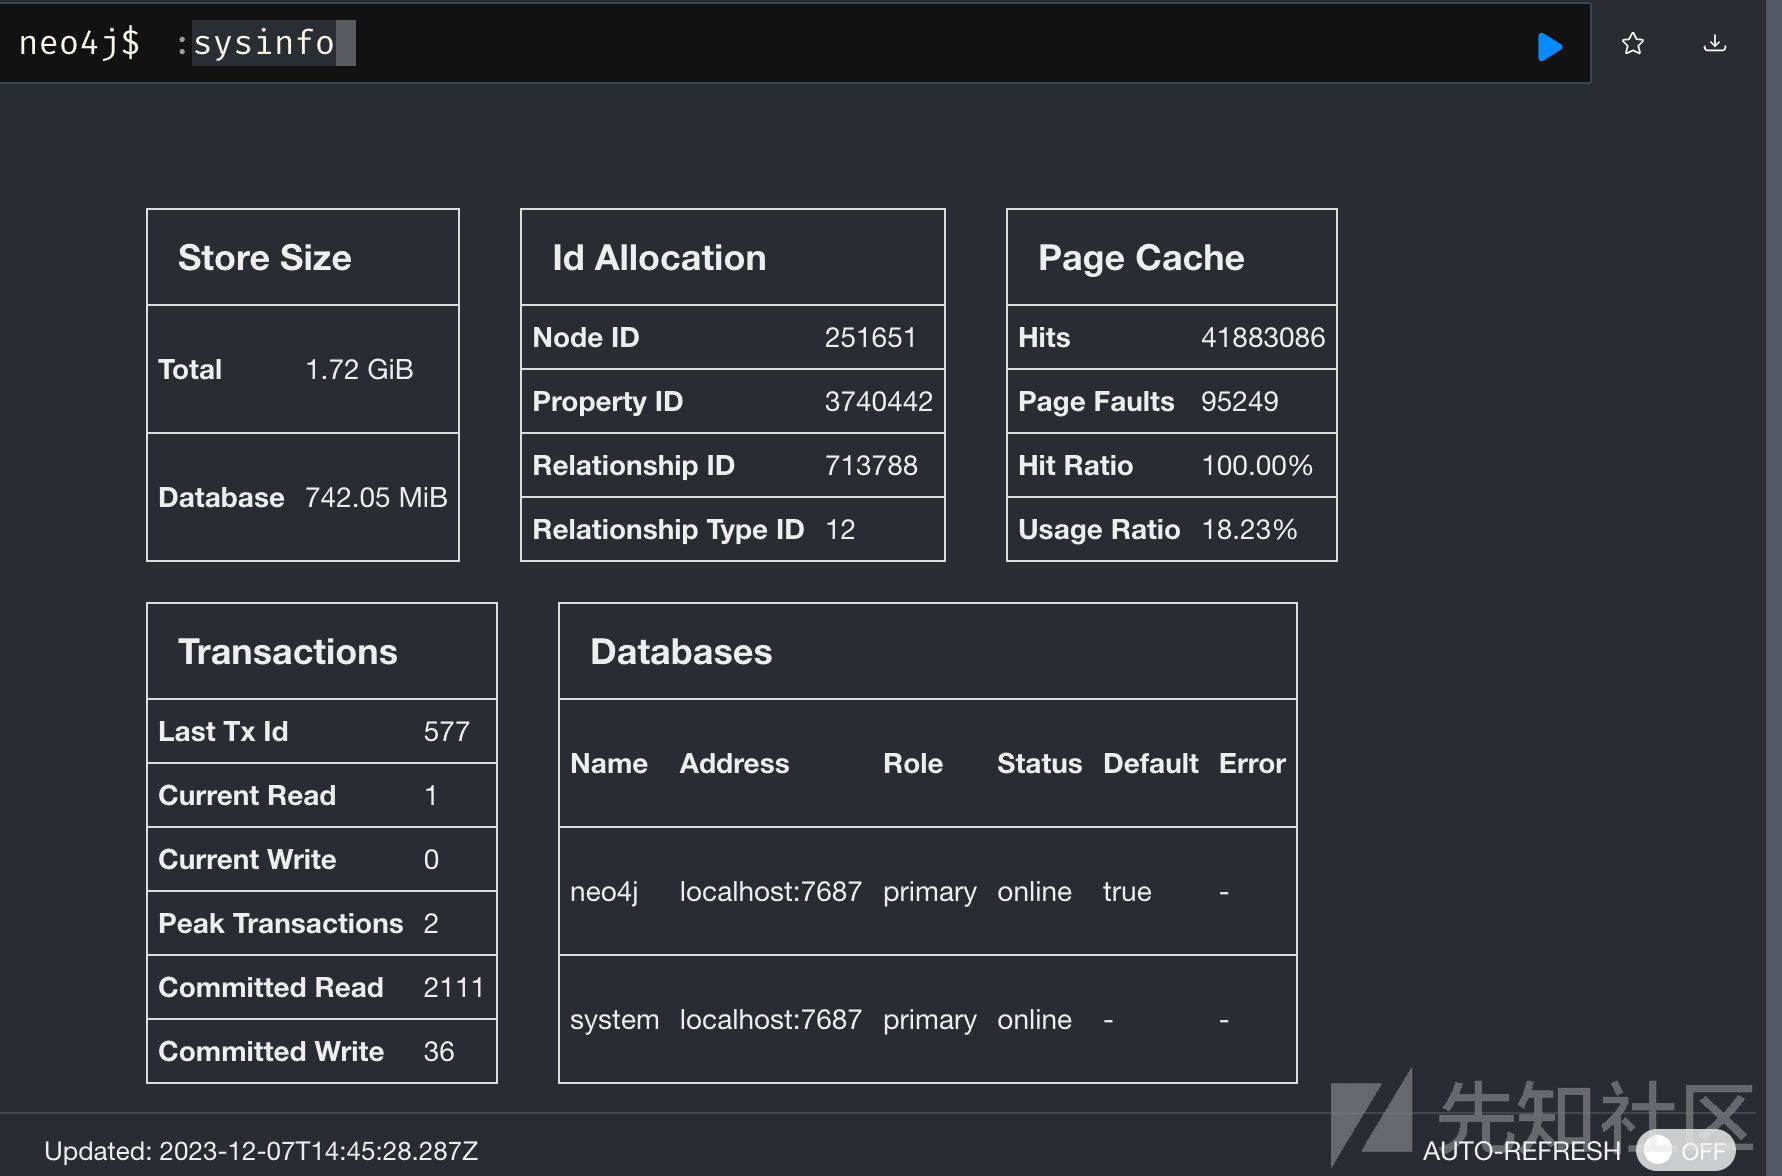 neo4j$ :sysinfo
Store Size
Total 1.72 GiB
Database 742.05 MiB
Id Allocation
Node ID 251651
Property ID 3740442
Relationship ID 713788
Relationship Type ID 12
Page Cache
Hits 41883086
Page Faults 95249
Hit Ratio 100.00%
Usage Ratio 18.23%
Transactions
Last Tx Id 577
Current Read 1
Current Write 0
Peak Transactions 2
Committed Read 2111
Committed Write 36
Databases
Name Address Role Status Default Error
neo4j localhost:7687 primary online true -
system localhost:7687 primary online - -
先知社区
Updated: 2023-12-07T14:45:28.287Z
AUTO-REFRESH OFF